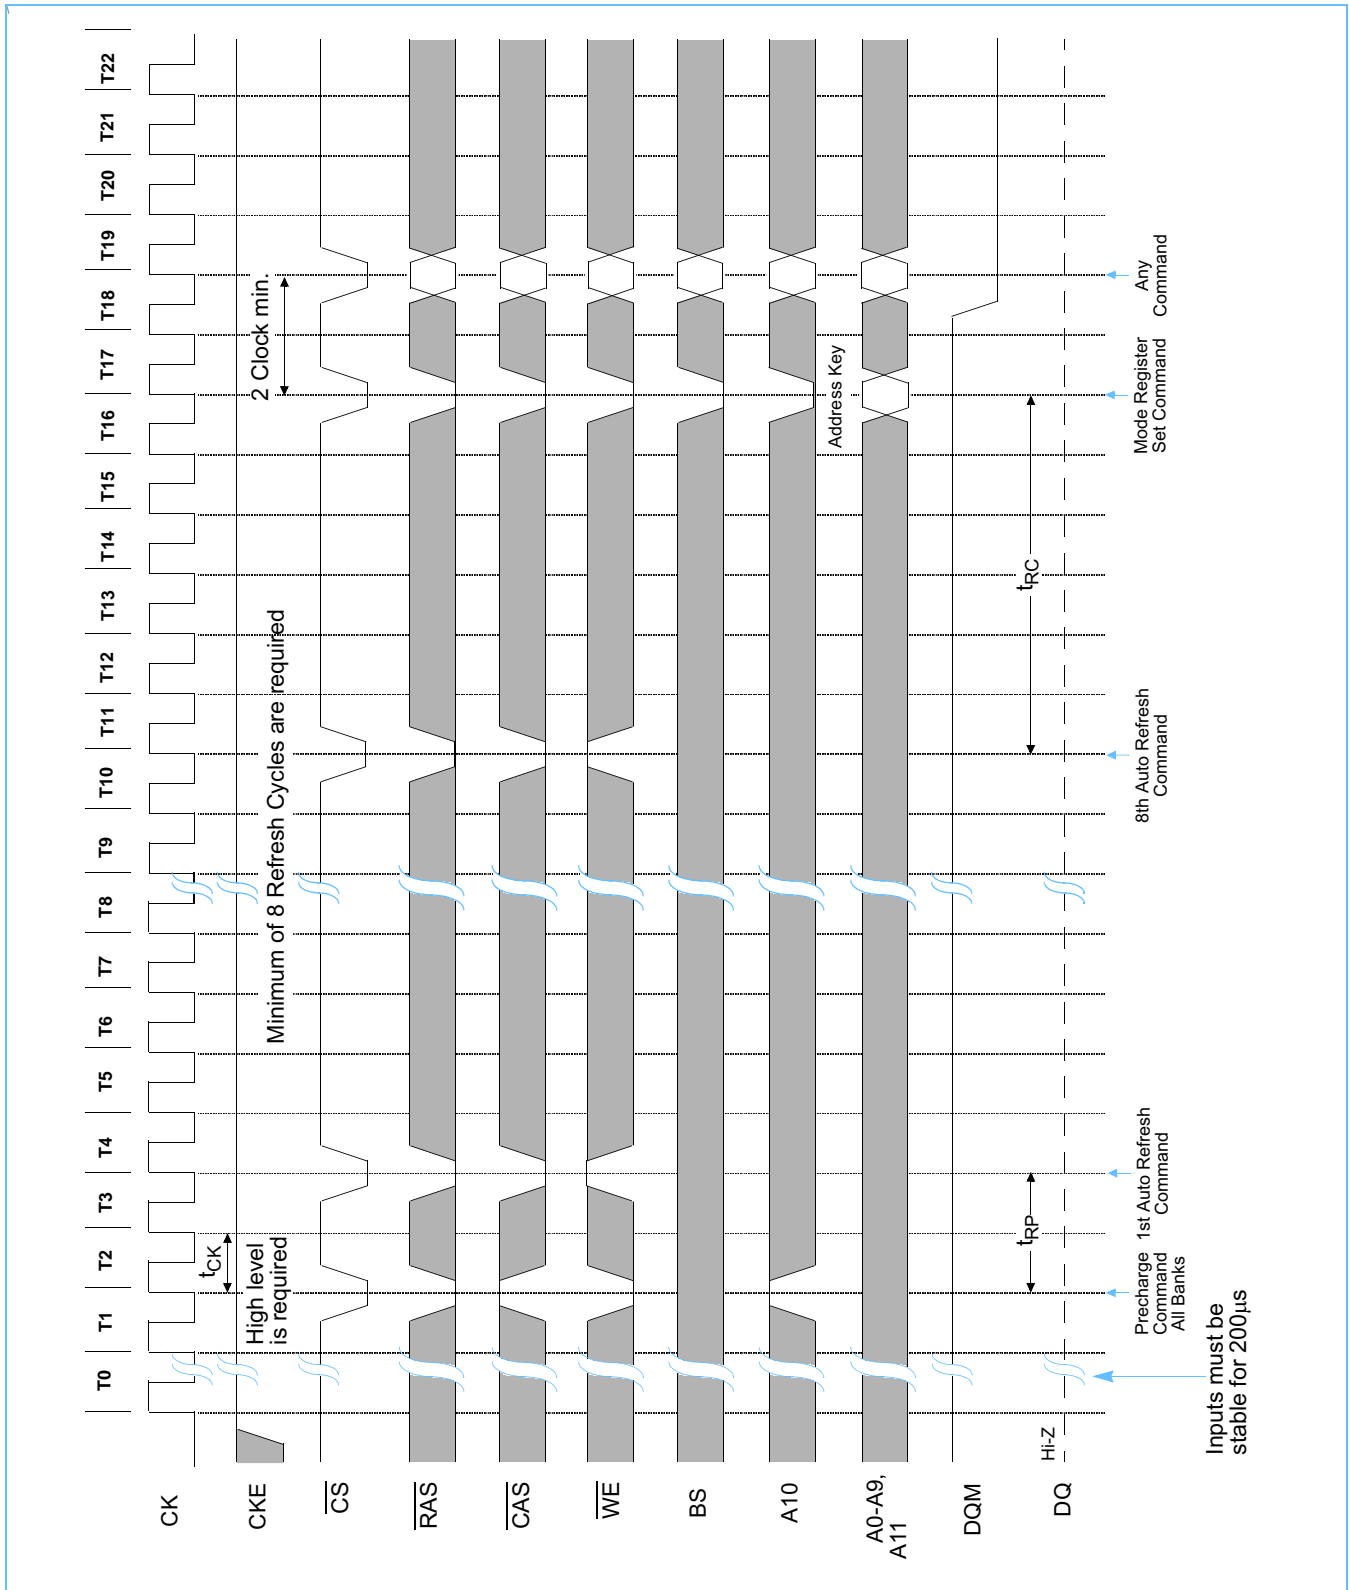 T0 T1 T2 T3 T4 T5 T6 T7 T8 T9 T10 T11 T12 T13 T14 T15 T16 T17 T18 T19 T20 T21 T22
CK
tCK
CKE
High level
is required
Minimum of 8 Refresh Cycles are required
2 Clock min.
CS
RAS
CAS
WE
BS
A10
Address Key
A0-A9,
A11
DQM
tRP
tRC
Hi-Z
DQ
Precharge
Command
All Banks
1st Auto Refresh
Command
8th Auto Refresh
Command
Mode Register
Set Command
Any
Command
Inputs must be
stable for 200µs